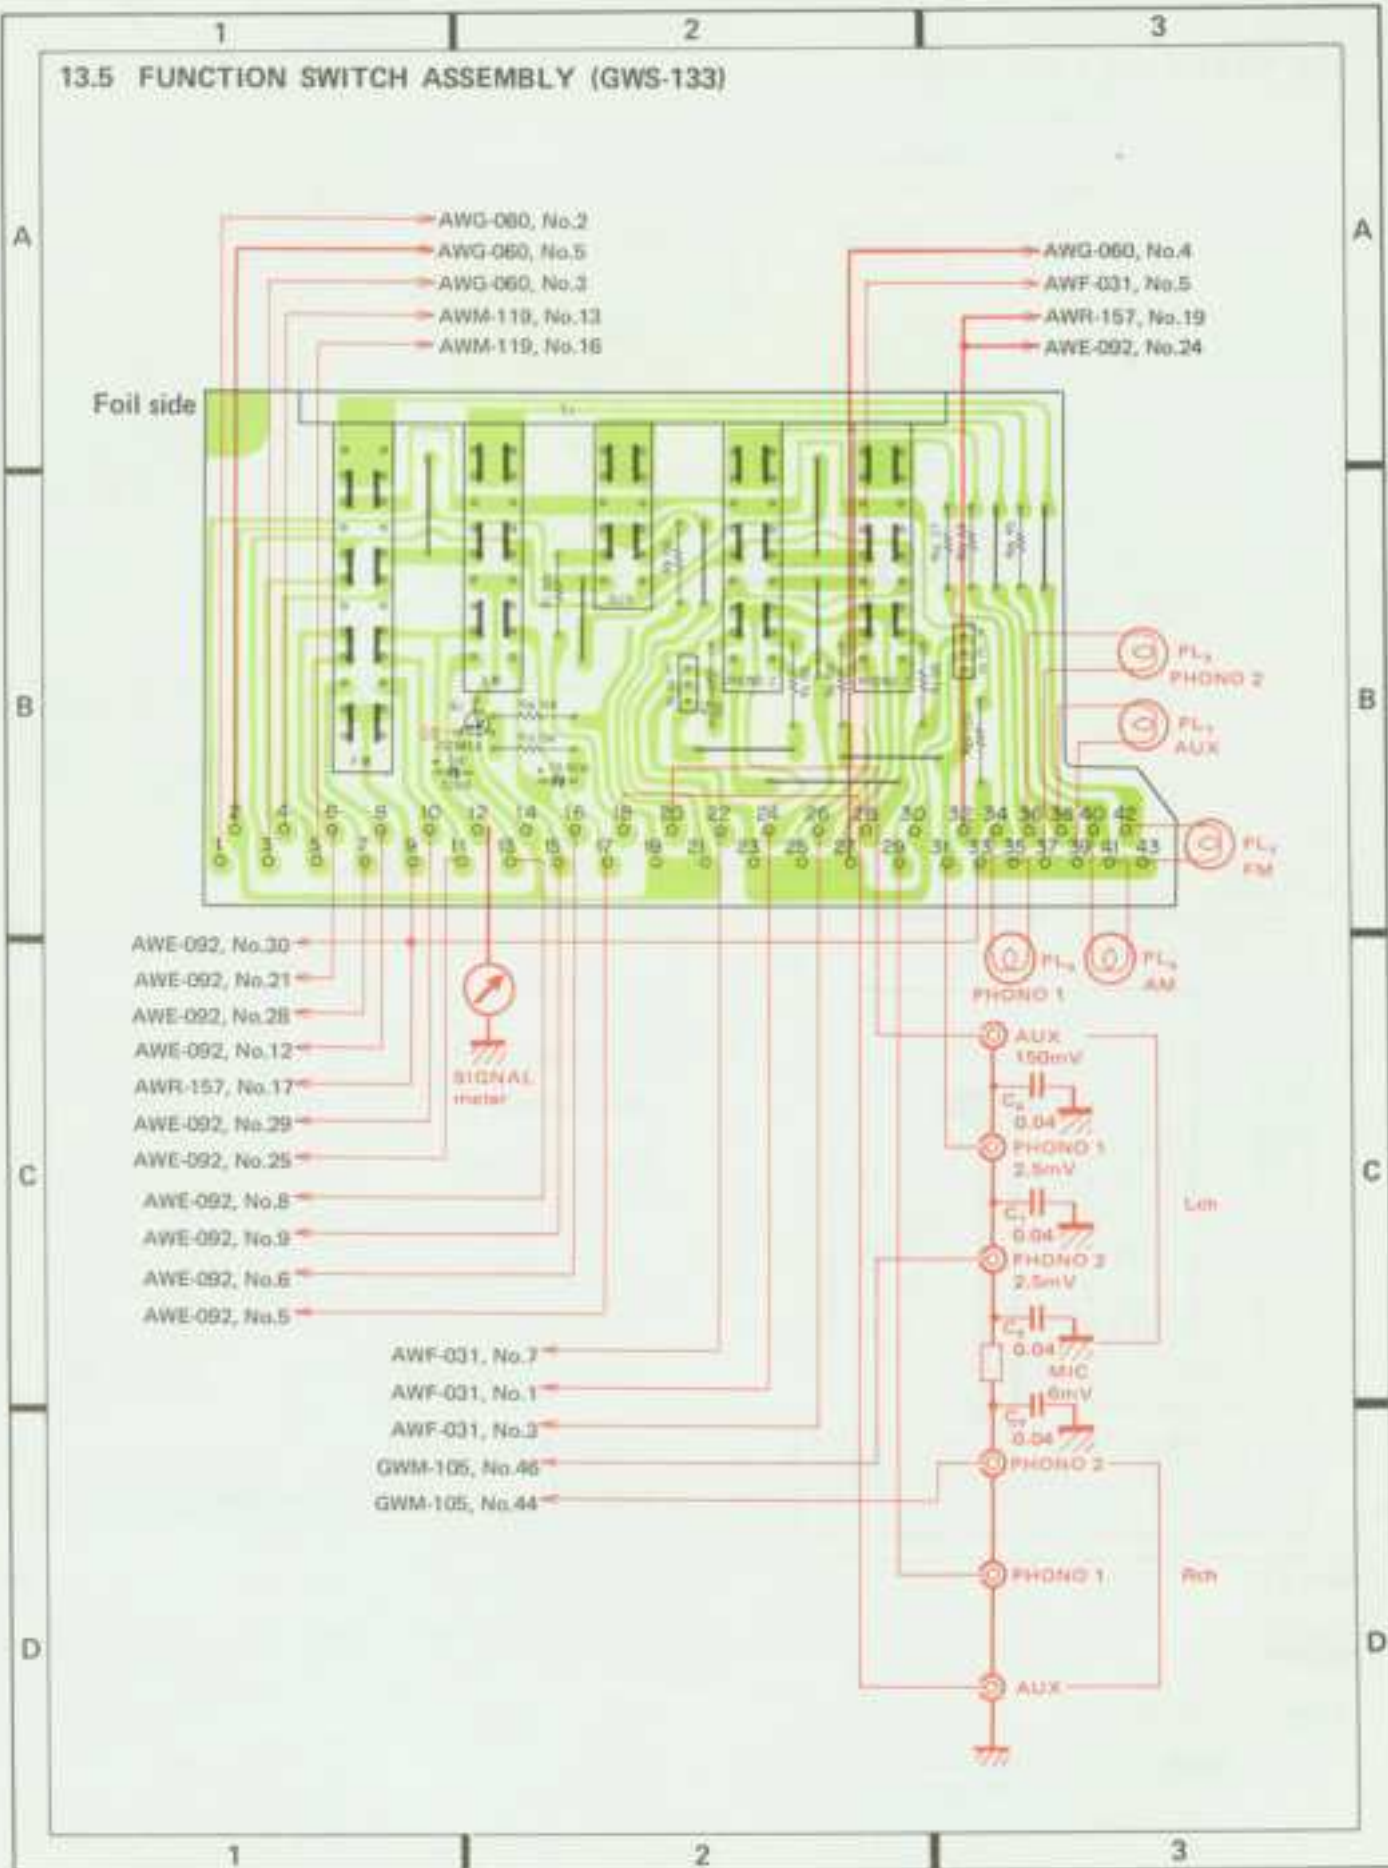 1 2 3
13.5 FUNCTION SWITCH ASSEMBLY (GWS-133)
A A
AWG-060, No.2
AWG-060, No.5
AWG-060, No.3
AWM-119, No.13
AWM-119, No.16
AWG-060, No.4
AWF-031, No.5
AWR-157, No.19
AWE-092, No.24
Foil side
B B
PHONO 2
AUX
FM
2 4 6 8 10 12 14 16 18 20 22 24 26 28 30 32 34 36 38 40 42
1 3 5 7 9 11 13 15 17 19 21 23 25 27 29 31 33 35 37 39 41 43
PHONO 1
AM
AWE-092, No.30
AWE-092, No.21
AWE-092, No.28
AWE-092, No.12
AWR-157, No.17
AWE-092, No.29
AWE-092, No.25
AWE-092, No.8
AWE-092, No.9
AWE-092, No.6
AWE-092, No.5
SIGNAL
meter
C C
AUX
150mV
0.04
PHONO 1
2.5mV
Lch
0.04
PHONO 2
2.5mV
0.04
MIC
6mV
0.04
PHONO 2
PHONO 1
Rch
AUX
AWF-031, No.7
AWF-031, No.1
AWF-031, No.3
GWM-105, No.46
GWM-105, No.44
D D
1 2 3